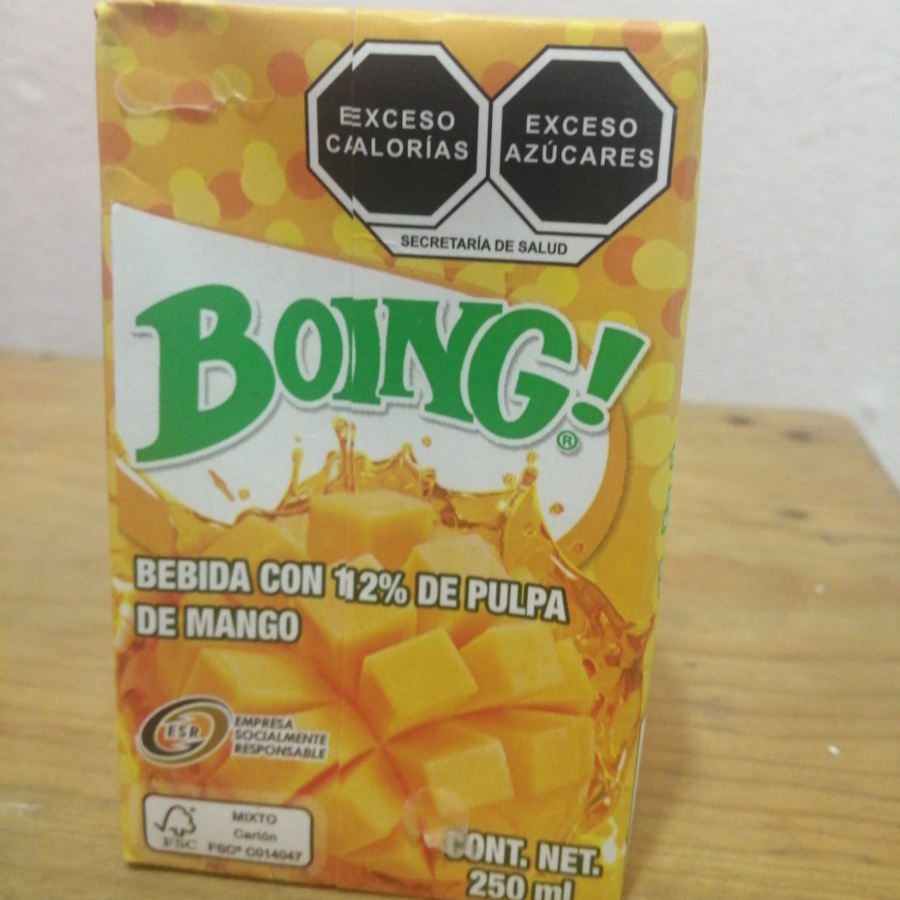 EXCESO
CALORÍAS
EXCESO
AZÚCARES
SECRETARÍA DE SALUD
BOING!
®
BEBIDA CON 12% DE PULPA
DE MANGO
ESR
EMPRESA
SOCIALMENTE
RESPONSABLE
FSC
MIXTO
Cartón
FSC® C014047
CONT. NET.
250 ml